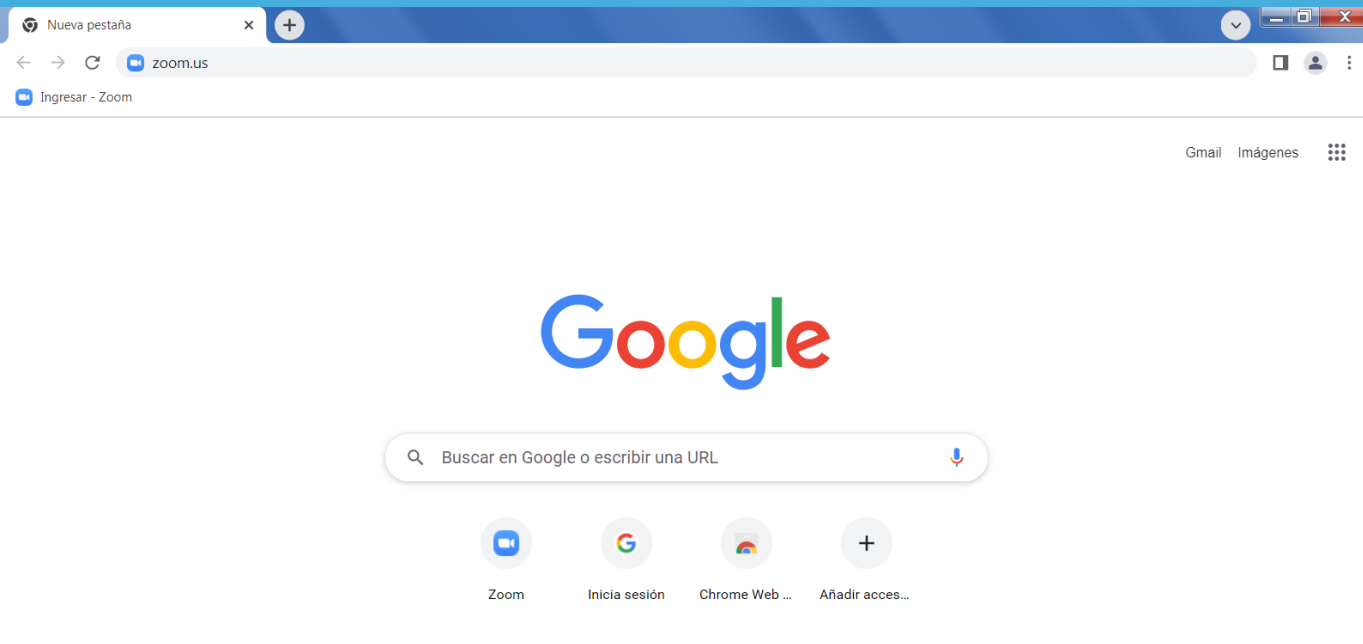 Nueva pestaña
zoom.us
Ingresar - Zoom
Gmail Imágenes
Google
Buscar en Google o escribir una URL
Zoom Inicia sesión Chrome Web ... Añadir acces...